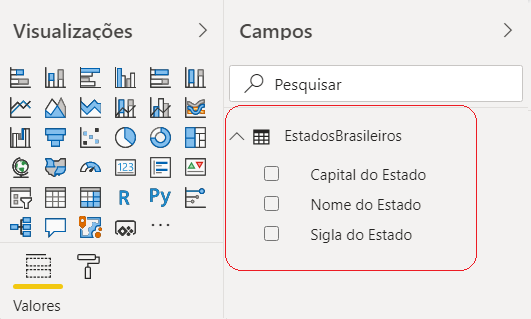 Visualizações
Campos
Pesquisar
EstadosBrasileiros
Capital do Estado
Nome do Estado
Sigla do Estado
123
R
Py
...
Valores